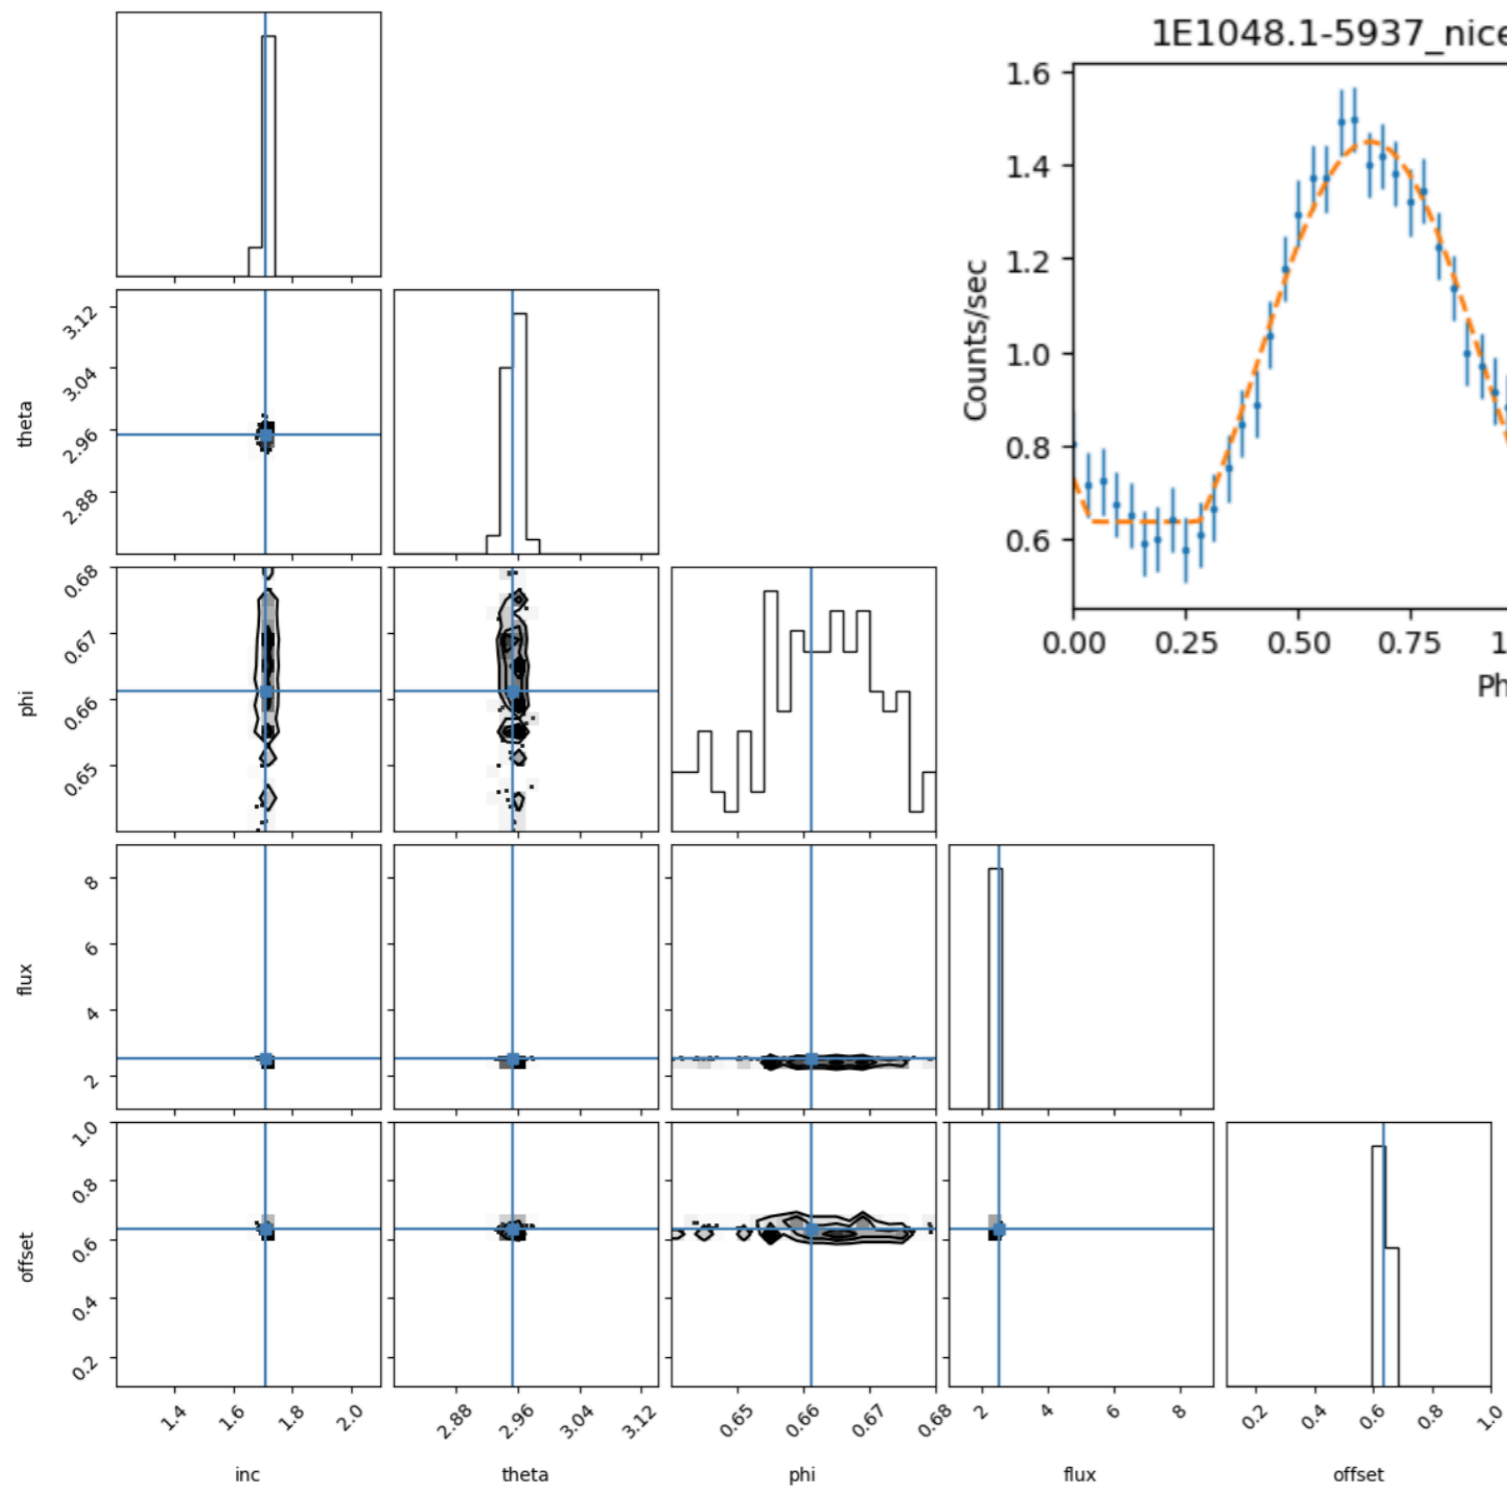 1E1048.1-5937_nice
1.6
1.4
1.2
1.0
0.8
0.6
Counts/sec
0.00 0.25 0.50 0.75 1
Ph
3.12
3.04
2.96
2.88
theta
0.68
0.67
0.66
0.65
phi
8
6
4
2
flux
1.0
0.8
0.6
0.4
0.2
offset
1.4 1.6 1.8 2.0 2.88 2.96 3.04 3.12 0.65 0.66 0.67 0.68 2 4 6 8 0.2 0.4 0.6 0.8 1.0
inc theta phi flux offset